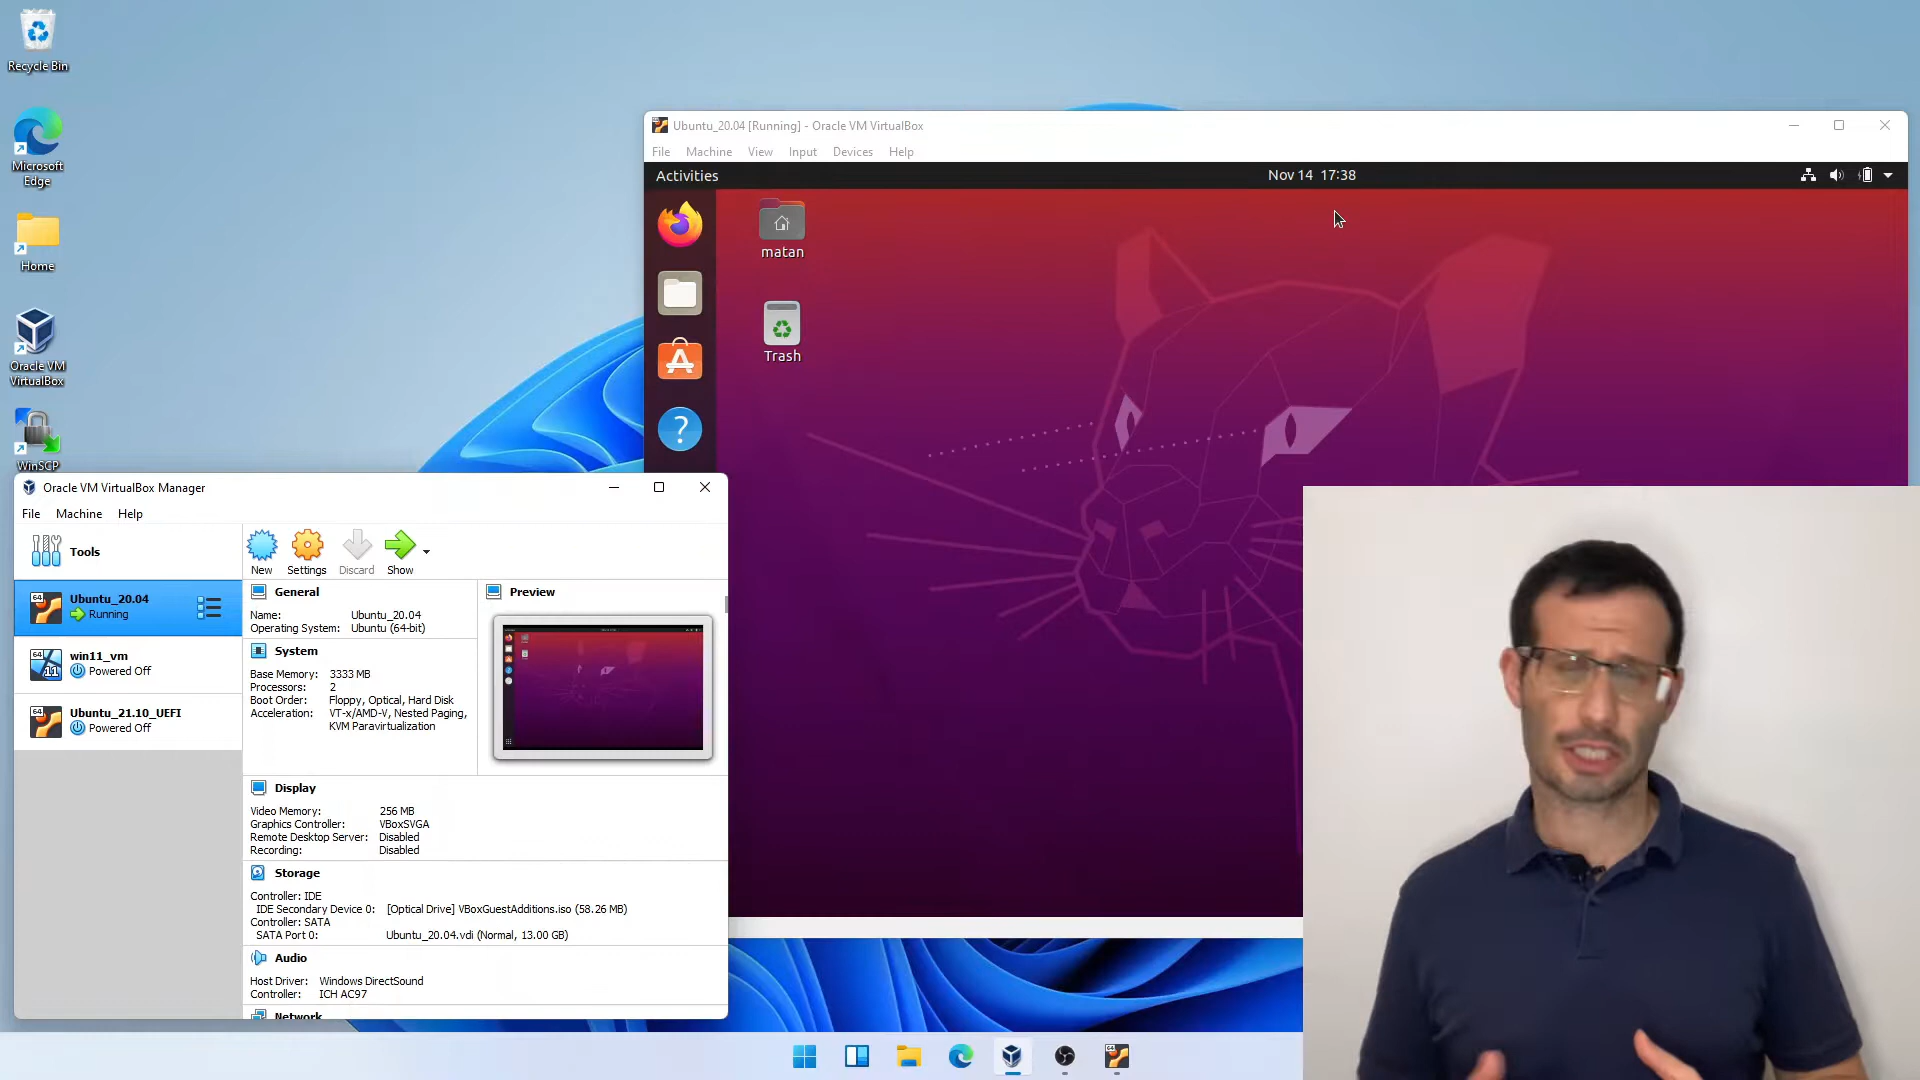 Recycle Bin
Microsoft
Edge
Home
Oracle VM
VirtualBox
WinSCP
Ubuntu_20.04 [Running] - Oracle VM VirtualBox
File Machine View Input Devices Help
Activities
Nov 14 17:38
matan
Trash
Oracle VM VirtualBox Manager
File Machine Help
Tools
New Settings Discard Show
64
Ubuntu_20.04
Running
64
11
win11_vm
Powered Off
64
Ubuntu_21.10_UEFI
Powered Off
General
Name: Ubuntu_20.04
Operating System: Ubuntu (64-bit)
System
Base Memory: 3333 MB
Processors: 2
Boot Order: Floppy, Optical, Hard Disk
Acceleration: VT-x/AMD-V, Nested Paging,
KVM Paravirtualization
Preview
Display
Video Memory: 256 MB
Graphics Controller: VBoxSVGA
Remote Desktop Server: Disabled
Recording: Disabled
Storage
Controller: IDE
IDE Secondary Device 0: [Optical Drive] VBoxGuestAdditions.iso (58.26 MB)
Controller: SATA
SATA Port 0: Ubuntu_20.04.vdi (Normal, 13.00 GB)
Audio
Host Driver: Windows DirectSound
Controller: ICH AC97
Network